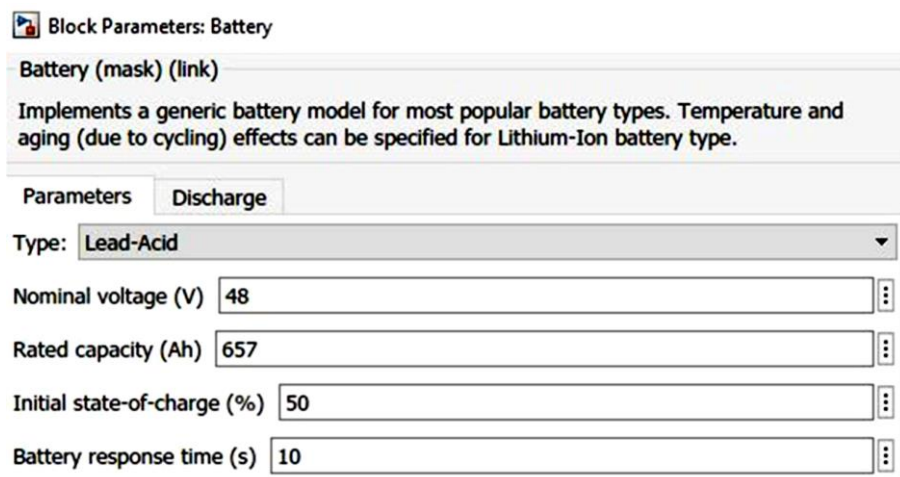 Block Parameters: Battery
Battery (mask) (link)
Implements a generic battery model for most popular battery types. Temperature and
aging (due to cycling) effects can be specified for Lithium-Ion battery type.
Parameters Discharge
Type: Lead-Acid
Nominal voltage (V) 48
Rated capacity (Ah) 657
Initial state-of-charge (%) 50
Battery response time (s) 10